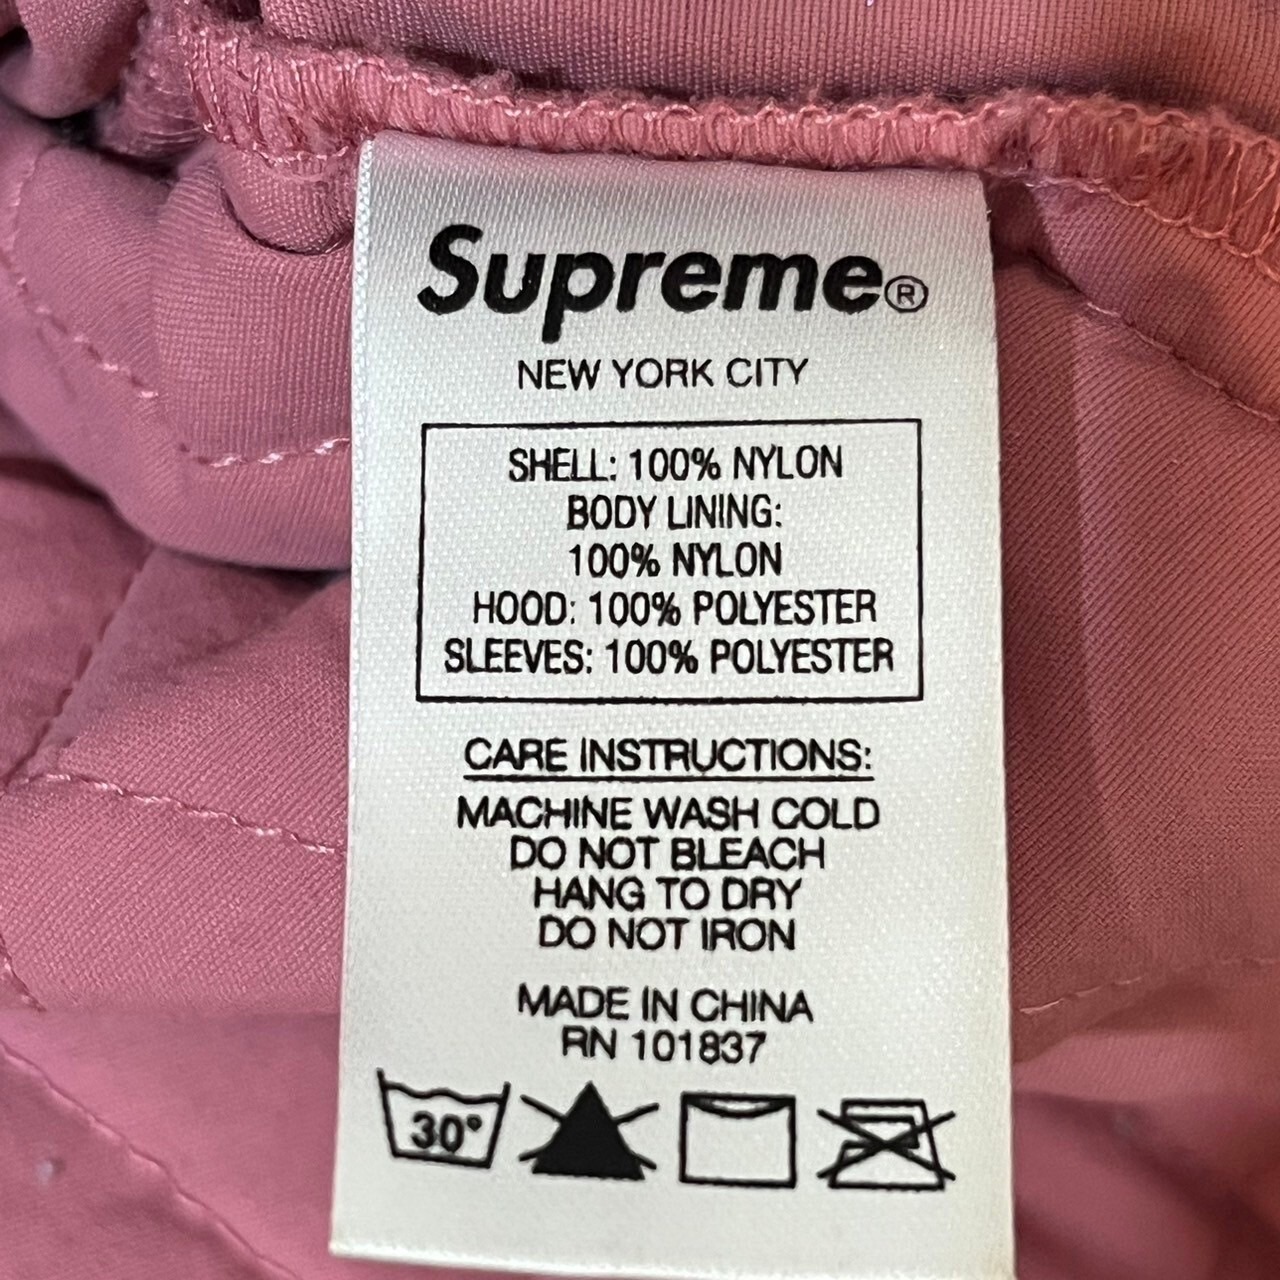 Supreme®
NEW YORK CITY
SHELL: 100% NYLON
BODY LINING:
100% NYLON
HOOD: 100% POLYESTER
SLEEVES: 100% POLYESTER
CARE INSTRUCTIONS:
MACHINE WASH COLD
DO NOT BLEACH
HANG TO DRY
DO NOT IRON
MADE IN CHINA
RN 101837
30°